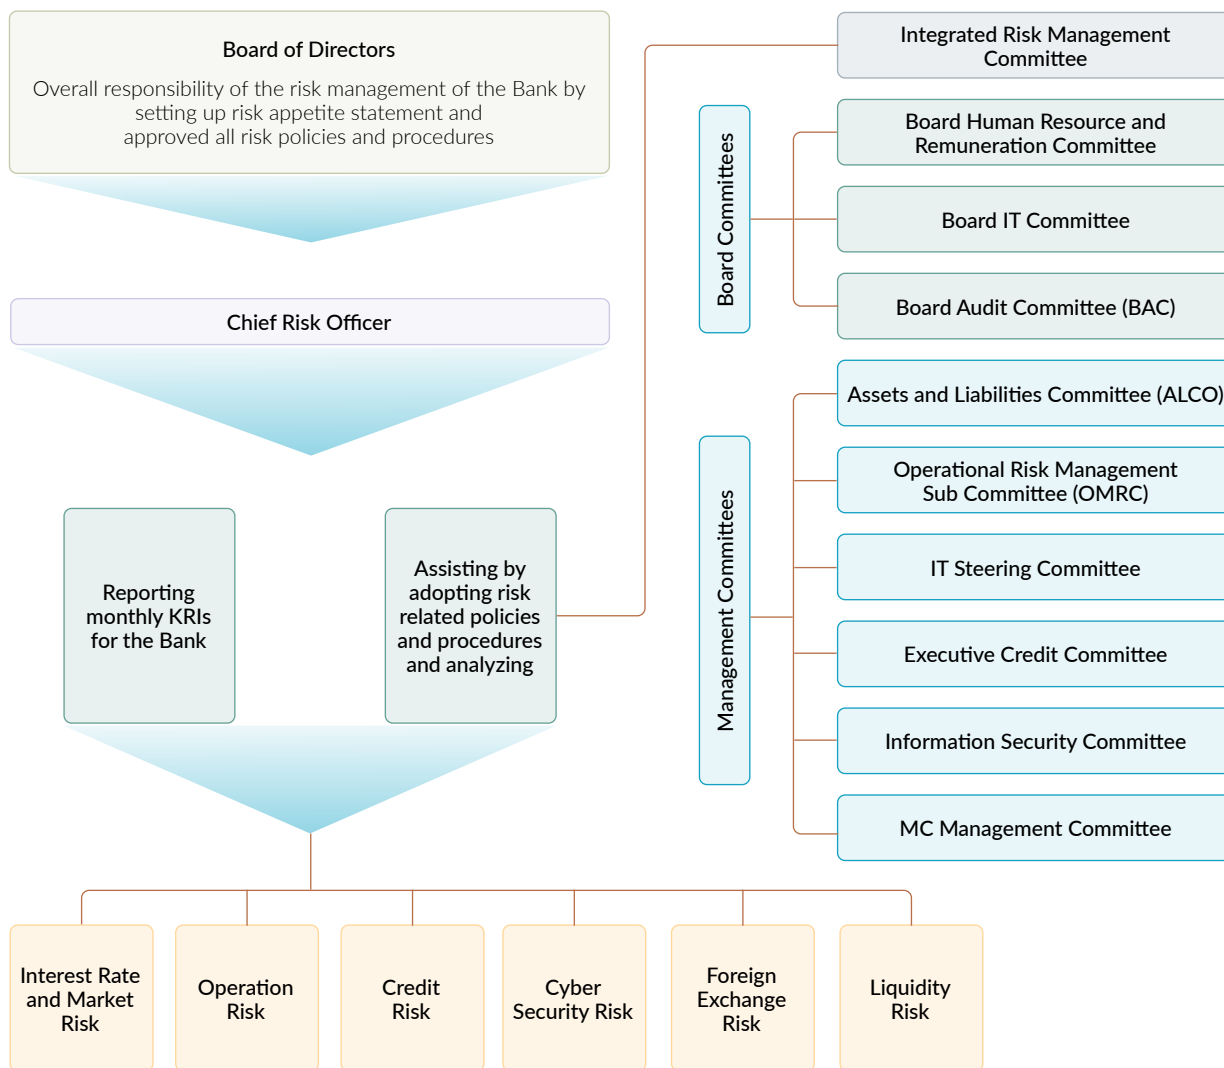 Board of Directors
Overall responsibility of the risk management of the Bank by
setting up risk appetite statement and
approved all risk policies and procedures
Chief Risk Officer
Reporting
monthly KRIs
for the Bank
Assisting by
adopting risk
related policies
and procedures
and analyzing
Integrated Risk Management
Committee
Board Committees
Board Human Resource and
Remuneration Committee
Board IT Committee
Board Audit Committee (BAC)
Management Committees
Assets and Liabilities Committee (ALCO)
Operational Risk Management
Sub Committee (OMRC)
IT Steering Committee
Executive Credit Committee
Information Security Committee
MC Management Committee
Interest Rate
and Market
Risk
Operation
Risk
Credit
Risk
Cyber
Security Risk
Foreign
Exchange
Risk
Liquidity
Risk